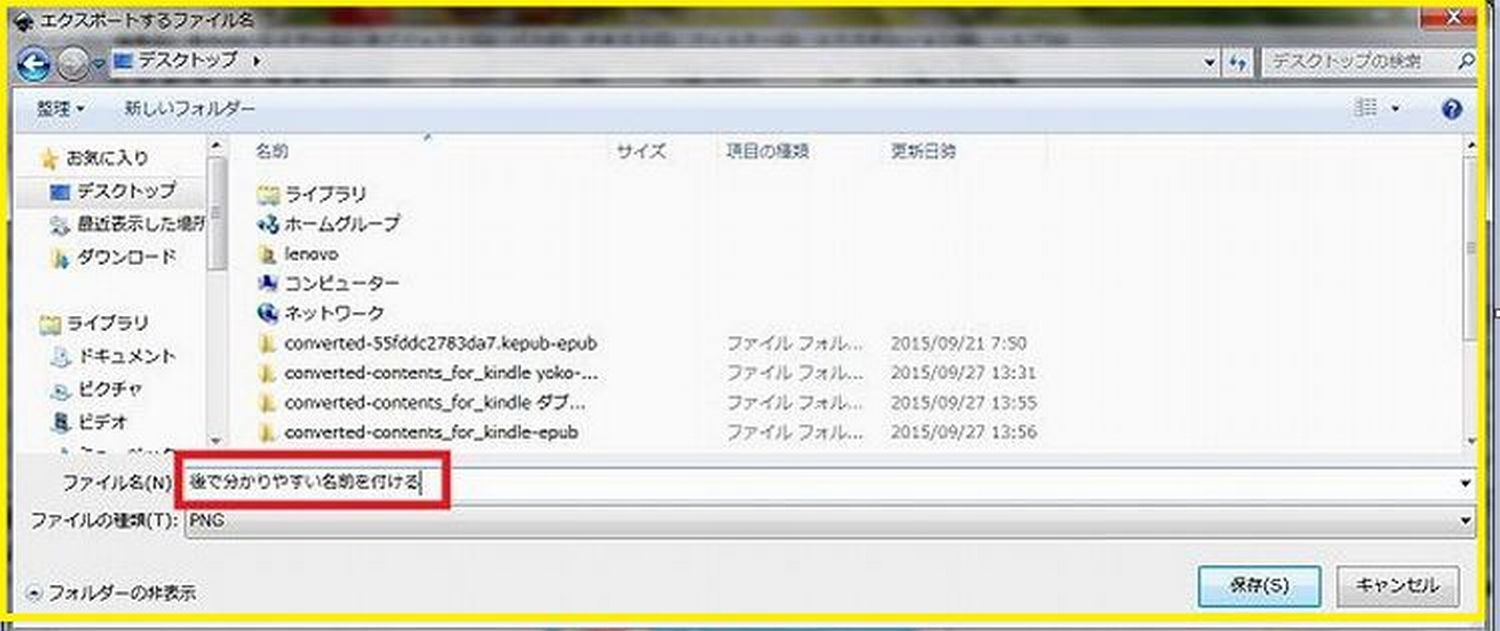 エクスポートするファイル名
デスクトップ
デスクトップの検索
整理 新しいフォルダー
お気に入り
デスクトップ
最近表示した場所
ダウンロード
ライブラリ
ドキュメント
ピクチャ
ビデオ
名前 サイズ 項目の種類 更新日時
ライブラリ
ホームグループ
lenovo
コンピューター
ネットワーク
converted-55fddc2783da7.kepub-epub ファイル フォル... 2015/09/21 7:50
converted-contents_for_kindle yoko-... ファイル フォル... 2015/09/27 13:31
converted-contents_for_kindle ダブ... ファイル フォル... 2015/09/27 13:55
converted-contents_for_kindle-epub ファイル フォル... 2015/09/27 13:56
ファイル名(N) 後で分かりやすい名前を付ける
ファイルの種類(T): PNG
フォルダーの非表示
保存(S) キャンセル